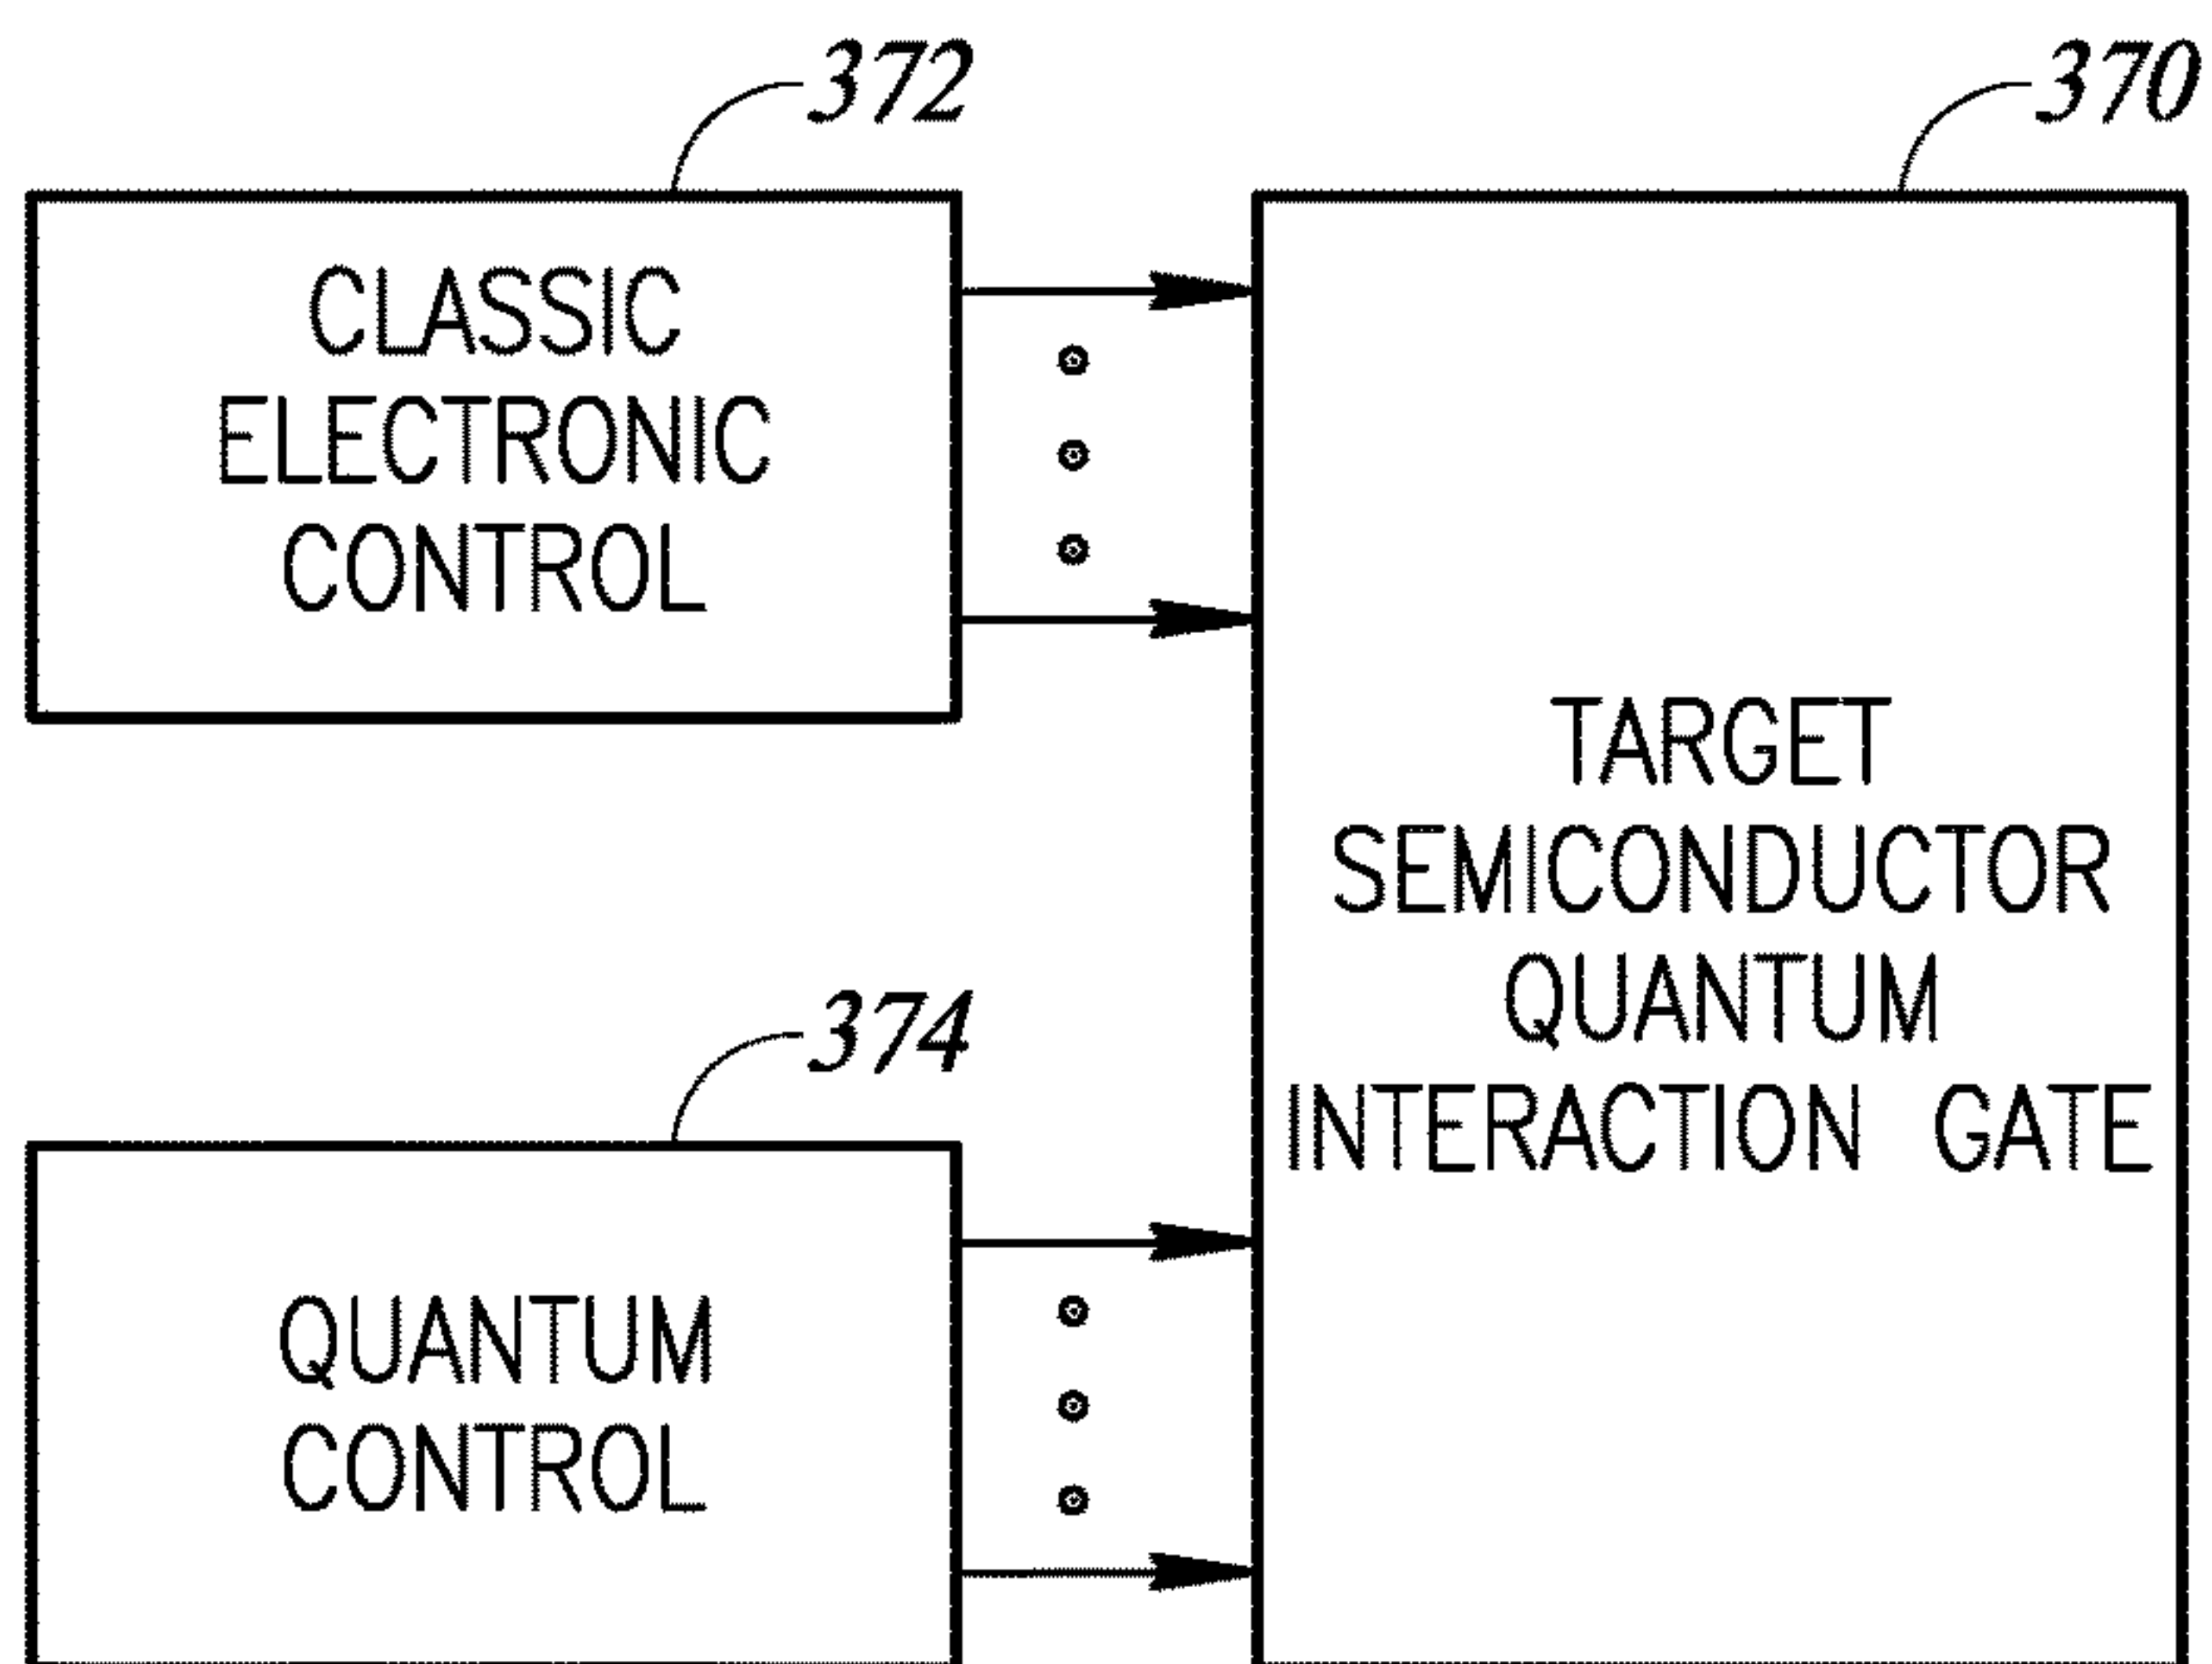 372
370
CLASSIC
ELECTRONIC
CONTROL
TARGET
SEMICONDUCTOR
QUANTUM
INTERACTION GATE
374
QUANTUM
CONTROL